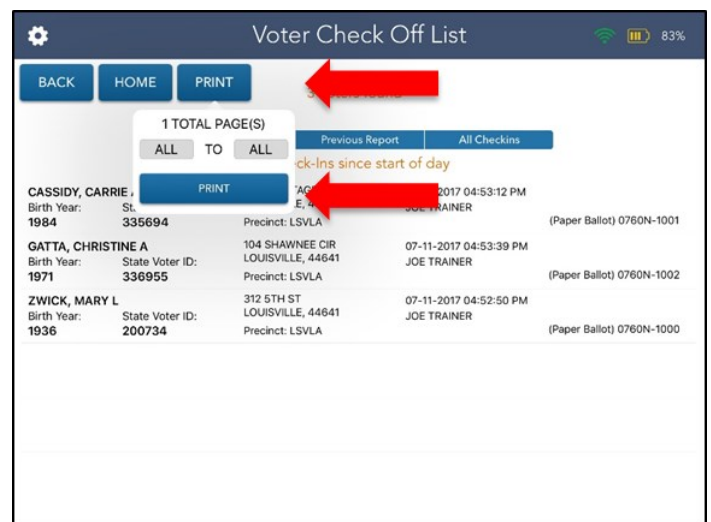 Voter Check Off List 83%
BACK HOME PRINT
1 TOTAL PAGE(S)
ALL TO ALL
PRINT
Previous Report All Checkins
since start of day
CASSIDY, CARRIE 2017 04:53:12 PM
Birth Year: JOE TRAINER
1984 335694 Precinct: LSVLA (Paper Ballot) 0760N-1001
GATTA, CHRISTINE A 104 SHAWNEE CIR 07-11-2017 04:53:39 PM
Birth Year: State Voter ID: LOUISVILLE, 44641 JOE TRAINER
1971 336955 Precinct: LSVLA (Paper Ballot) 0760N-1002
ZWICK, MARY L 312 5TH ST 07-11-2017 04:52:50 PM
Birth Year: State Voter ID: LOUISVILLE, 44641 JOE TRAINER
1936 200734 Precinct: LSVLA (Paper Ballot) 0760N-1000